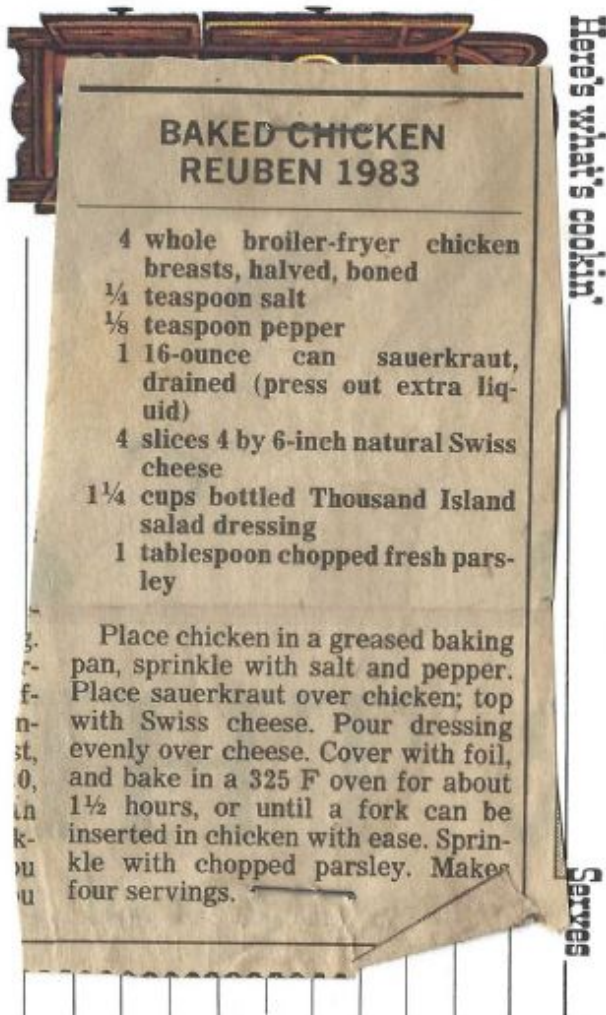 Here's what's cookin'
BAKED CHICKEN
REUBEN 1983
4 whole broiler-fryer chicken
breasts, halved, boned
¼ teaspoon salt
⅛ teaspoon pepper
1 16-ounce can sauerkraut,
drained (press out extra liq-
uid)
4 slices 4 by 6-inch natural Swiss
cheese
1¼ cups bottled Thousand Island
salad dressing
1 tablespoon chopped fresh pars-
ley
Place chicken in a greased baking
pan, sprinkle with salt and pepper.
Place sauerkraut over chicken; top
with Swiss cheese. Pour dressing
evenly over cheese. Cover with foil,
and bake in a 325 F oven for about
1½ hours, or until a fork can be
inserted in chicken with ease. Sprin-
kle with chopped parsley. Makes
four servings.
Serves